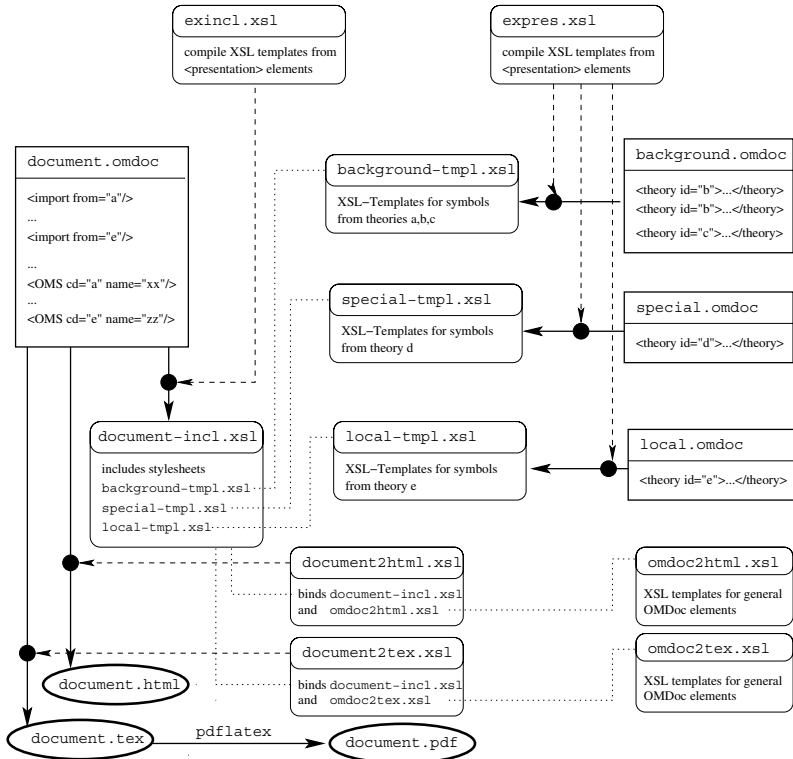 exincl.xsl
compile XSL templates from
<presentation> elements
expres.xsl
compile XSL templates from
<presentation> elements
document.omdoc
<import from="a"/>
...
<import from="e"/>
...
<OMS cd="a" name="xx"/>
...
<OMS cd="e" name="zz"/>
background-tmpl.xsl
XSL-Templates for symbols
from theories a,b,c
background.omdoc
<theory id="b">...</theory>
<theory id="b">...</theory>
<theory id="c">...</theory>
special-tmpl.xsl
XSL-Templates for symbols
from theory d
special.omdoc
<theory id="d">...</theory>
document-incl.xsl
includes stylesheets
background-tmpl.xsl
special-tmpl.xsl
local-tmpl.xsl
local-tmpl.xsl
XSL-Templates for symbols
from theory e
local.omdoc
<theory id="e">...</theory>
document2html.xsl
binds document-incl.xsl
and omdoc2html.xsl
omdoc2html.xsl
XSL templates for general
OMDoc elements
document2tex.xsl
binds document-incl.xsl
and omdoc2tex.xsl
omdoc2tex.xsl
XSL templates for general
OMDoc elements
document.html
document.tex
pdflatex
document.pdf